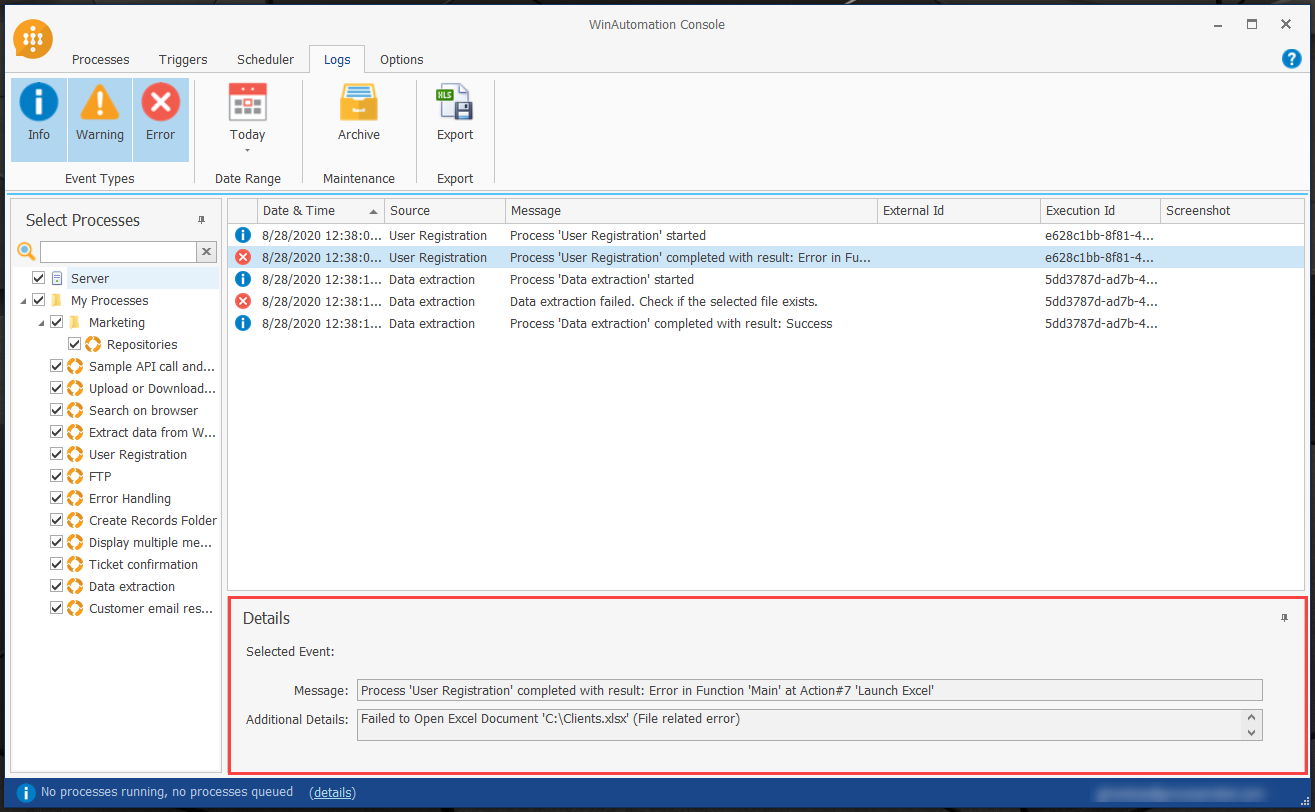 WinAutomation Console
Processes Triggers Scheduler Logs Options
Info Warning Error Today Archive Export
Event Types Date Range Maintenance Export
Select Processes
Server
My Processes
Marketing
Repositories
Sample API call and...
Upload or Download...
Search on browser
Extract data from W...
User Registration
FTP
Error Handling
Create Records Folder
Display multiple me...
Ticket confirmation
Data extraction
Customer email res...
Date & Time Source Message External Id Execution Id Screenshot
8/28/2020 12:38:0... User Registration Process 'User Registration' started e628c1bb-8f81-4...
8/28/2020 12:38:0... User Registration Process 'User Registration' completed with result: Error in Fu... e628c1bb-8f81-4...
8/28/2020 12:38:1... Data extraction Process 'Data extraction' started 5dd3787d-ad7b-4...
8/28/2020 12:38:1... Data extraction Data extraction failed. Check if the selected file exists. 5dd3787d-ad7b-4...
8/28/2020 12:38:1... Data extraction Process 'Data extraction' completed with result: Success 5dd3787d-ad7b-4...
Details
Selected Event:
Message: Process 'User Registration' completed with result: Error in Function 'Main' at Action#7 'Launch Excel'
Additional Details: Failed to Open Excel Document 'C:\Clients.xlsx' (File related error)
No processes running, no processes queued (details)